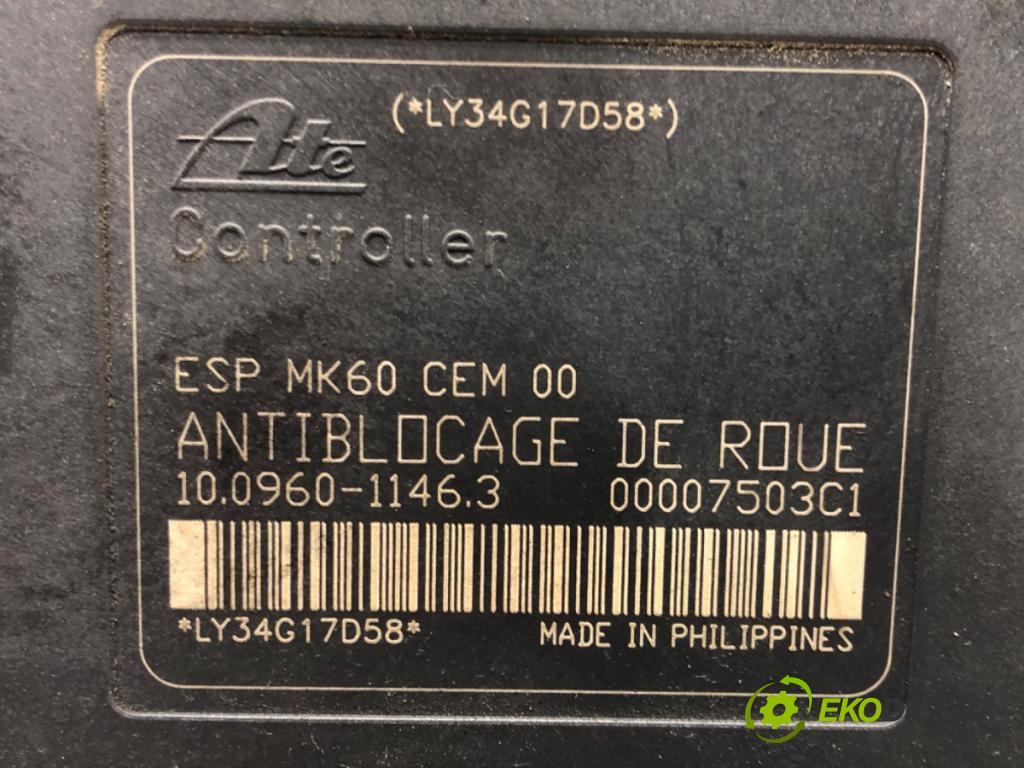 (*LY34G17D58*)
Ate
Controller
ESP MK60 CEM 00
ANTIBLOCAGE DE ROUE
10.0960-1146.3 00007503C1
*LY34G17D58* MADE IN PHILIPPINES
EKO